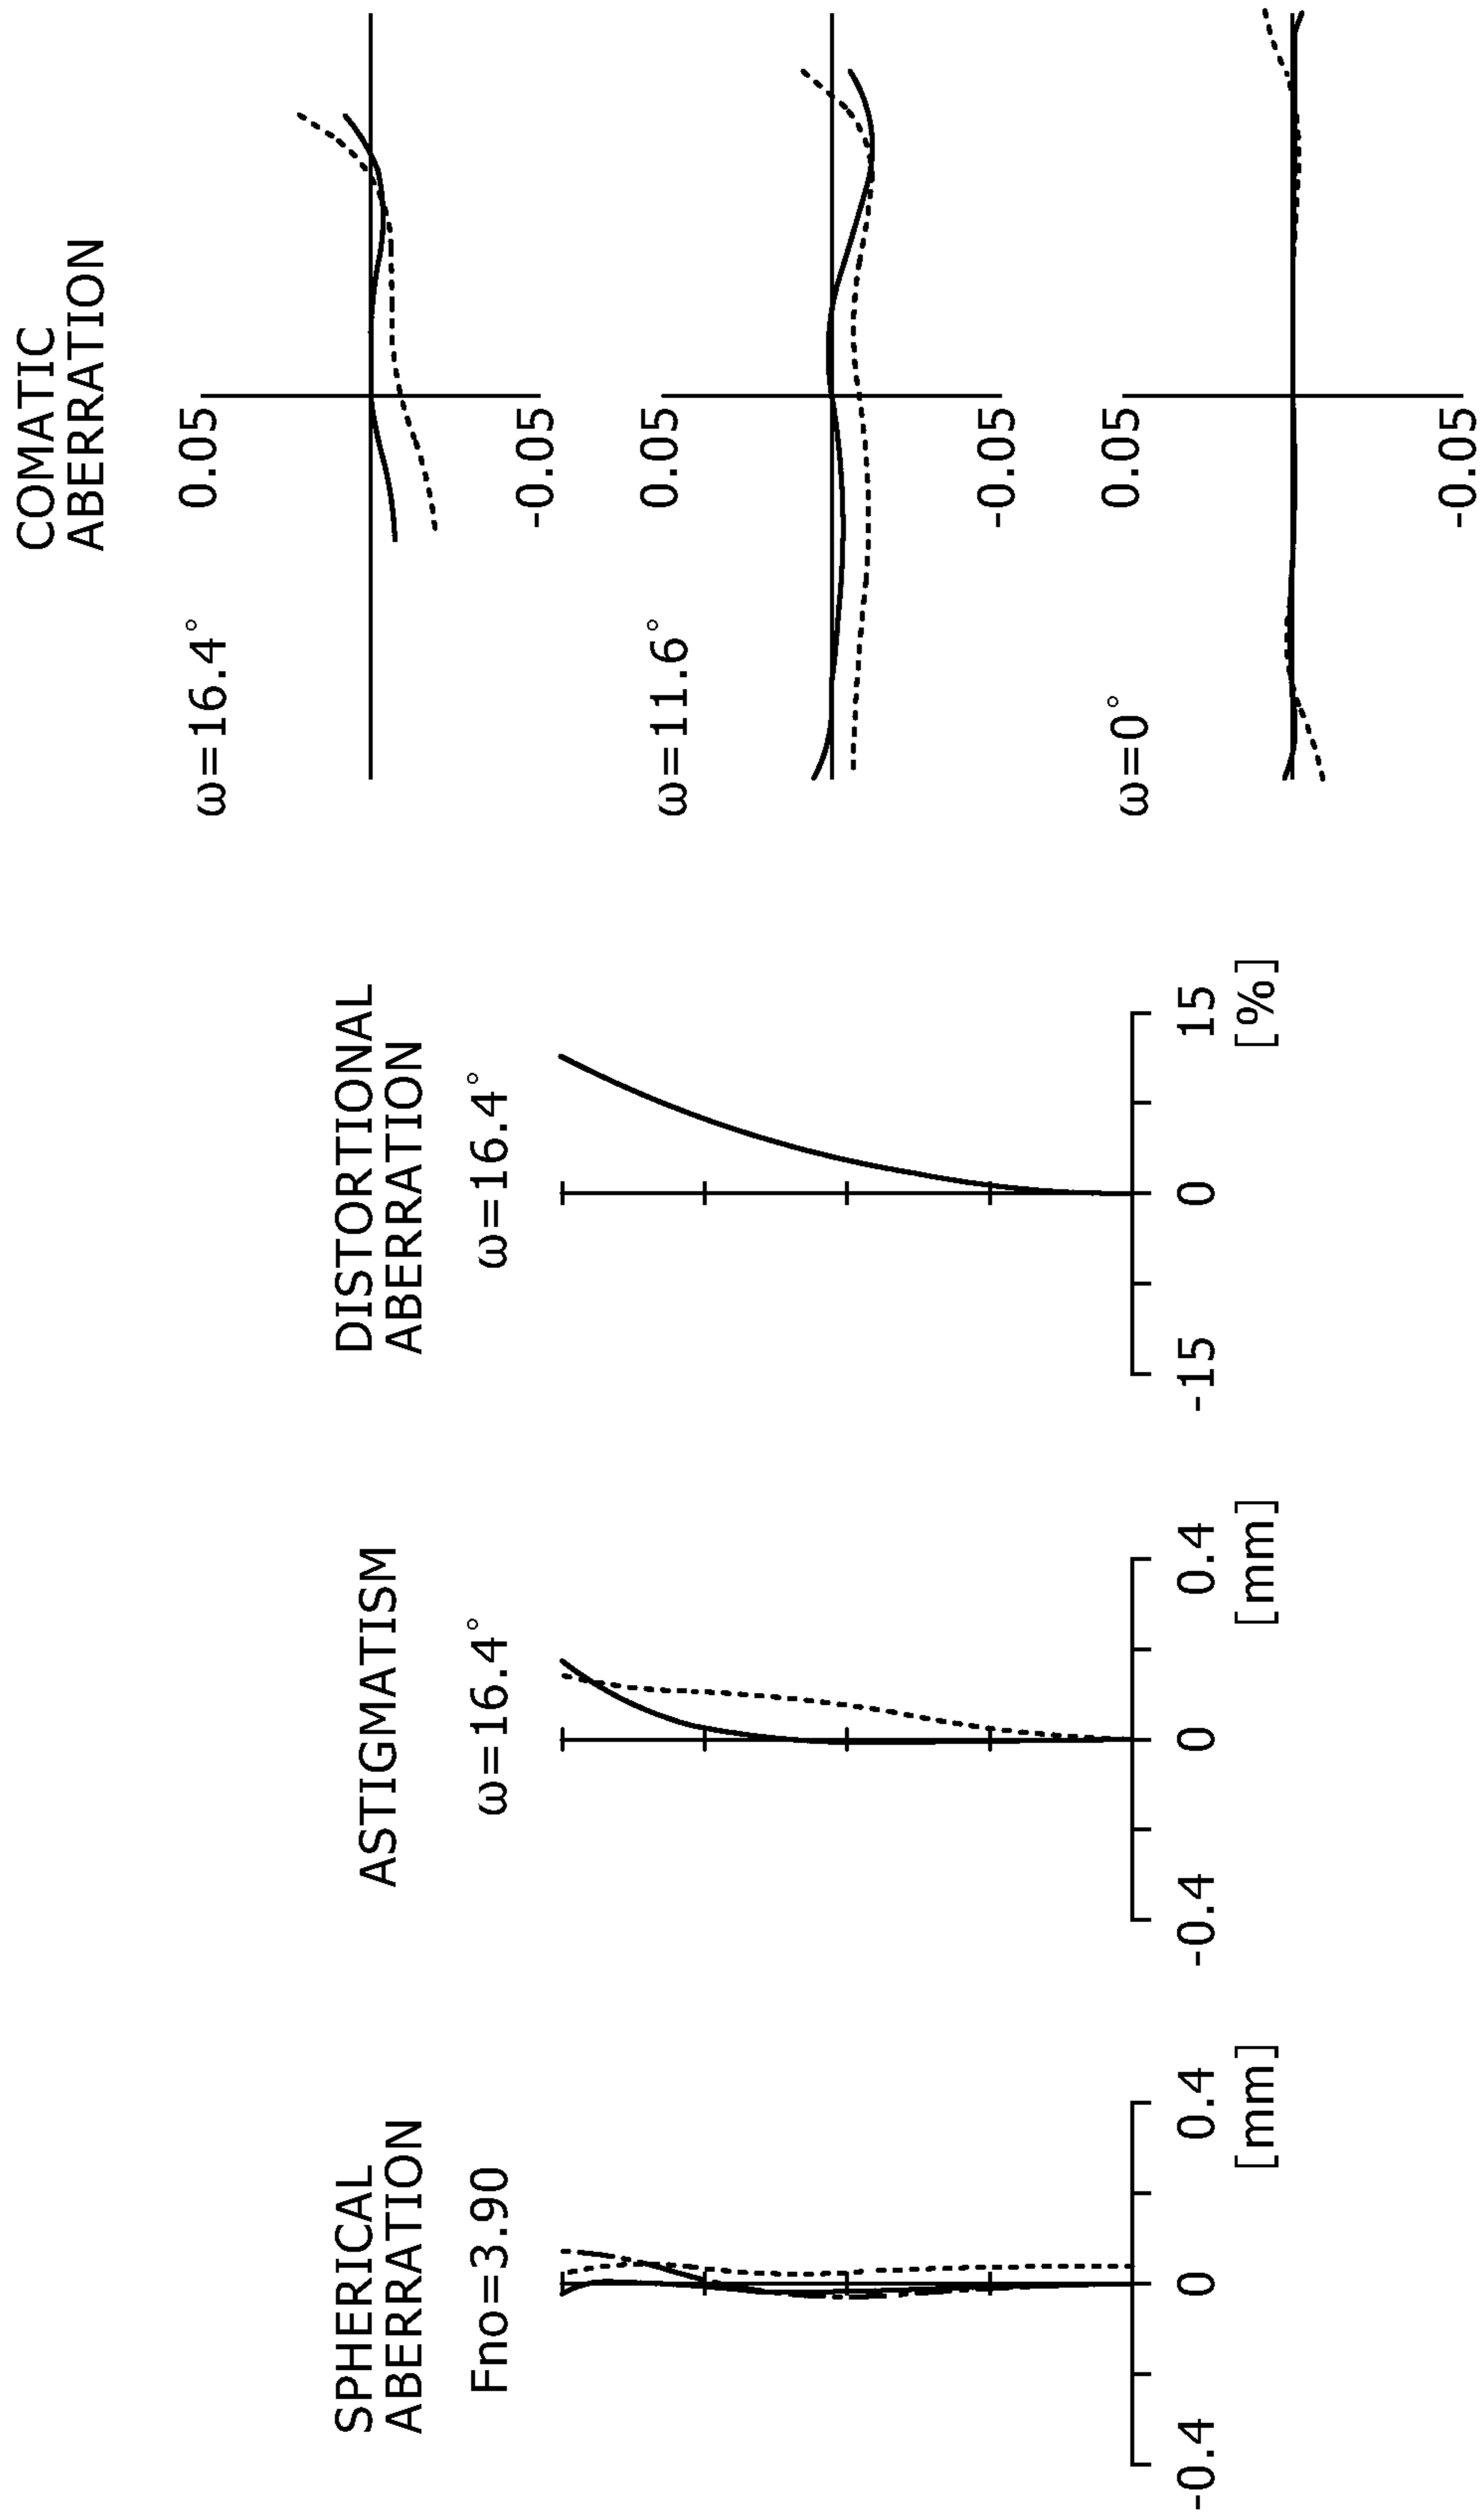 SPHERICAL
ABERRATION
Fno=3.90
-0.4
0
0.4
[mm]
ASTIGMATISM
ω=16.4°
-0.4
0
0.4
[mm]
DISTORTIONAL
ABERRATION
ω=16.4°
-15
0
15
[%]
COMATIC
ABERRATION
ω=16.4°
0.05
-0.05
ω=11.6°
0.05
-0.05
ω=0°
0.05
-0.05